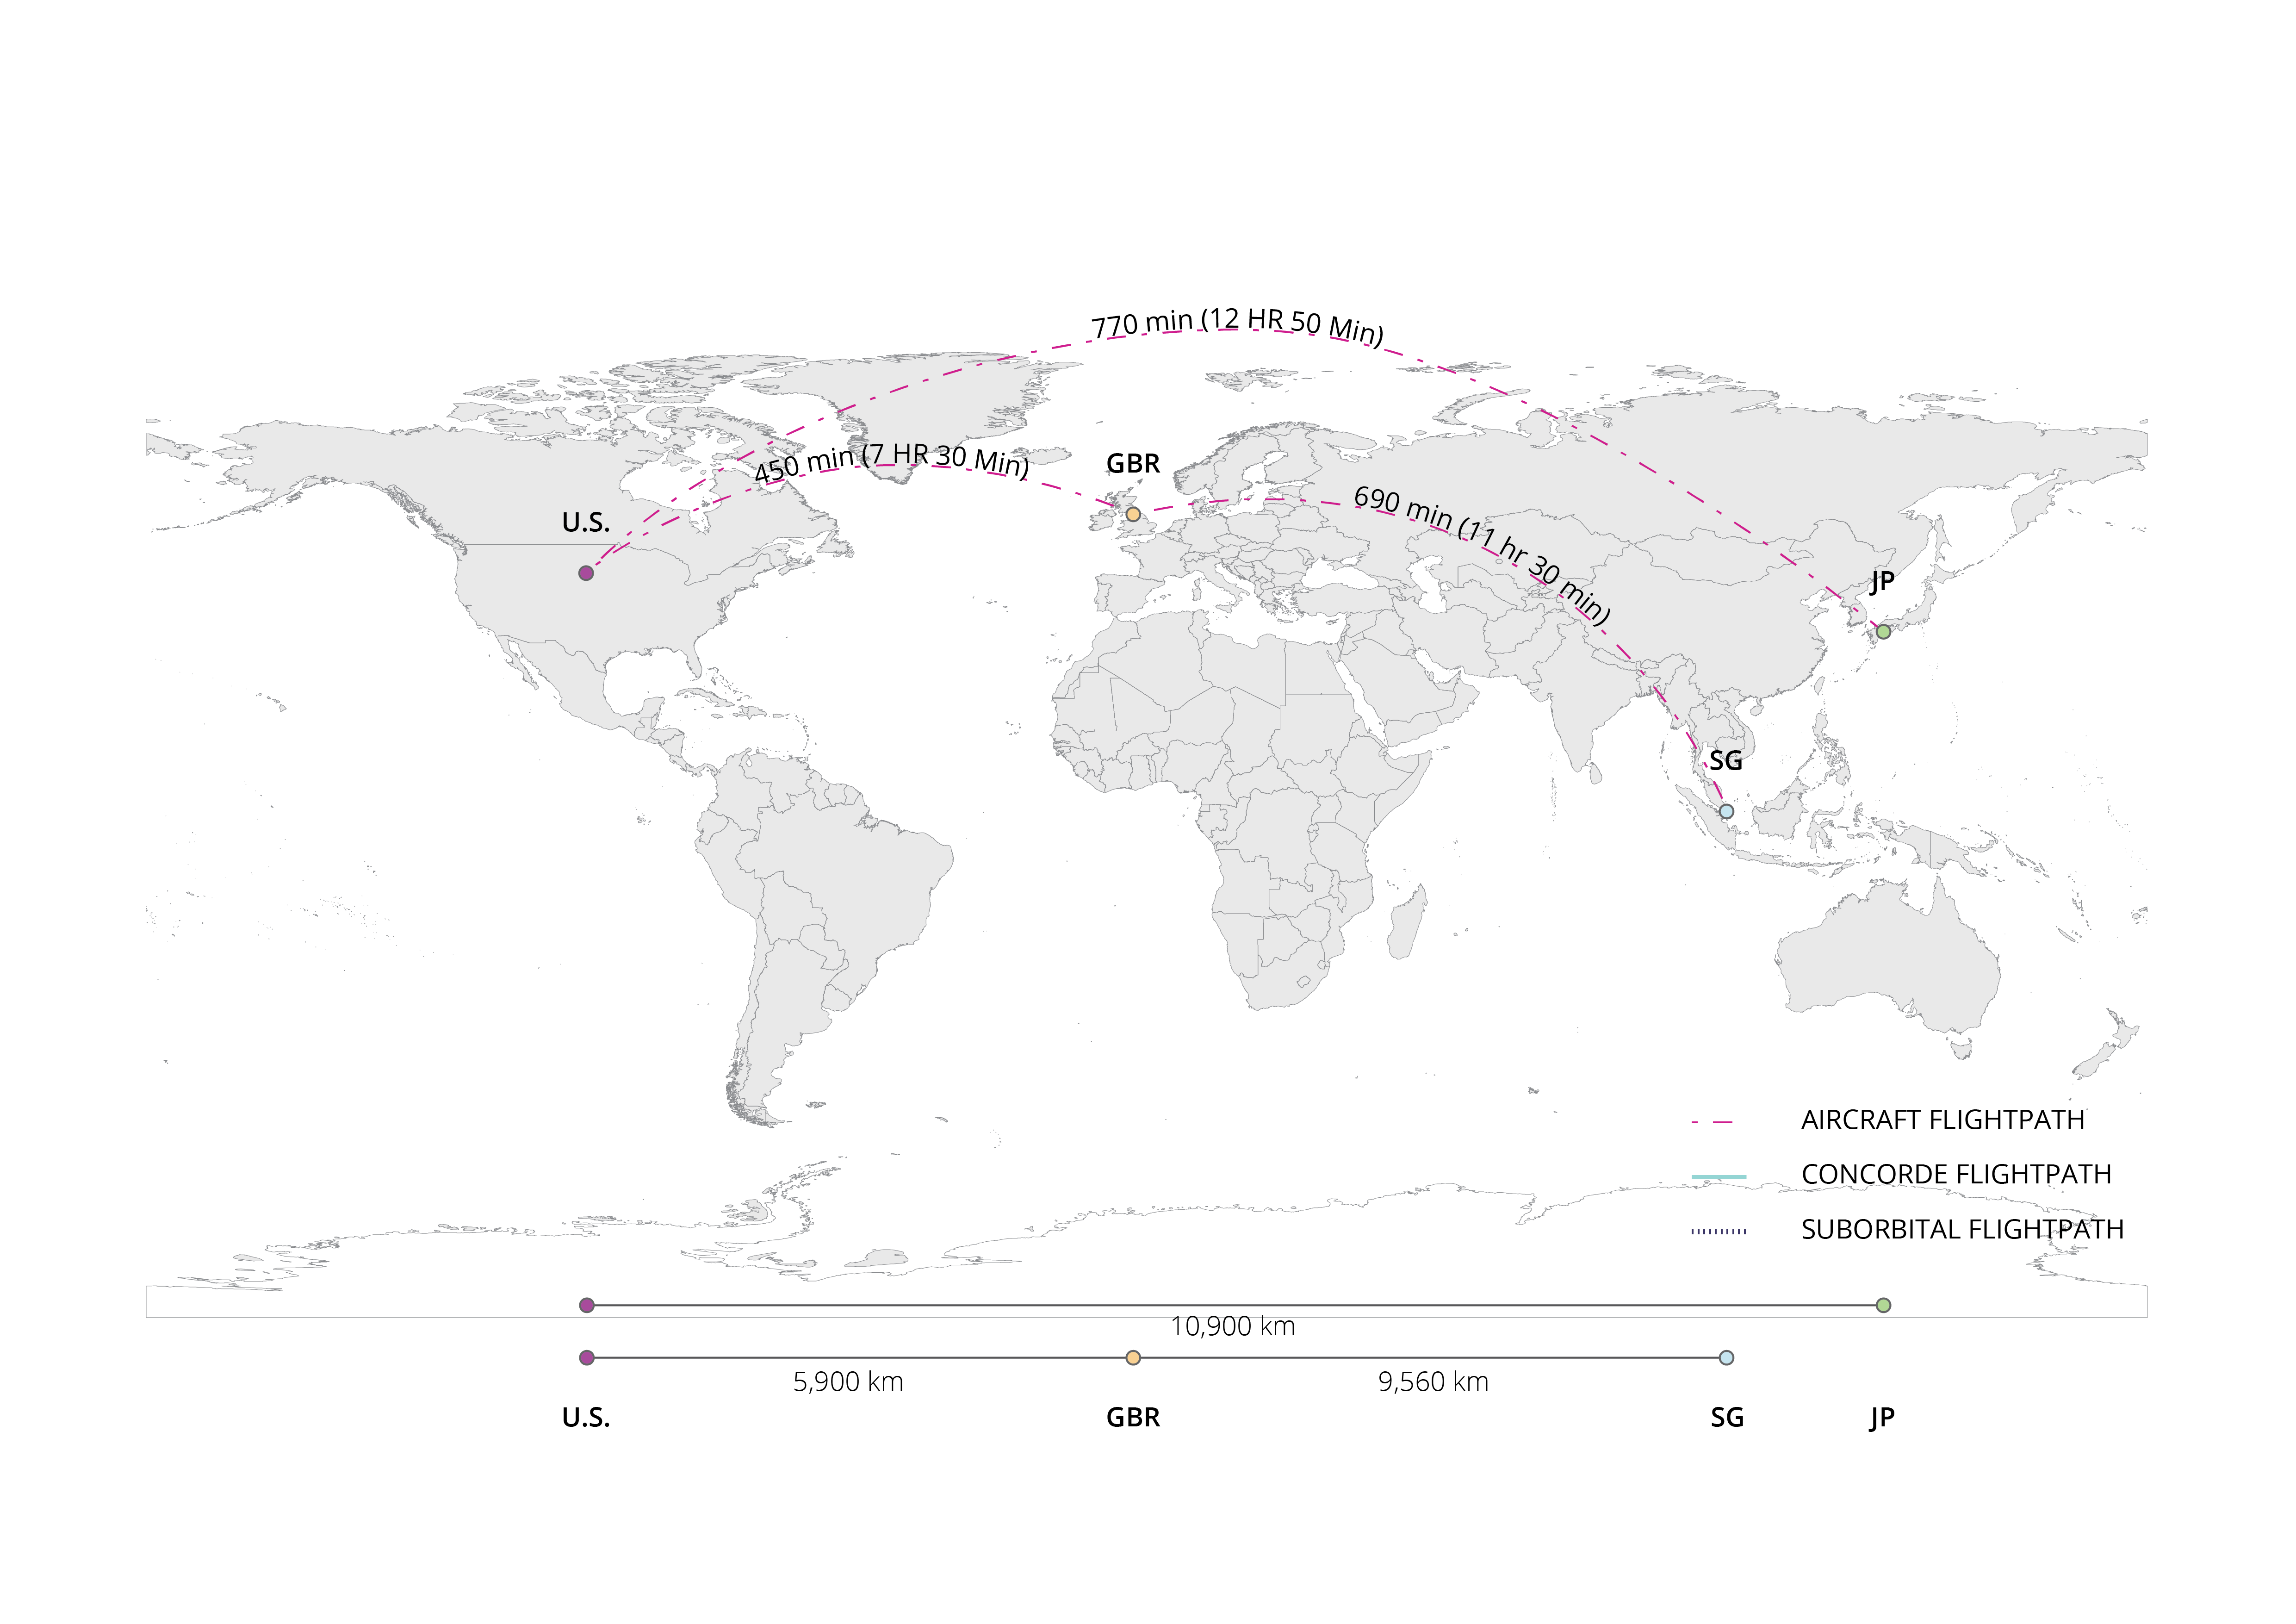 770 min (12 HR 50 Min)
450 min (7 HR 30 Min)
GBR
690 min (11 hr 30 min)
U.S.
JP
SG
AIRCRAFT FLIGHTPATH
CONCORDE FLIGHTPATH
SUBORBITAL FLIGHTPATH
10,900 km
5,900 km
9,560 km
U.S.
GBR
SG
JP